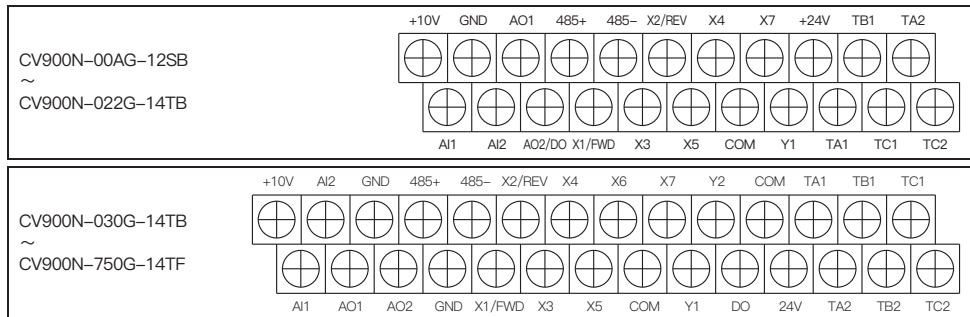 +10V GND AO1 485+ 485– X2/REV X4 X7 +24V TB1 TA2
CV900N–00AG–12SB
～
CV900N–022G–14TB
AI1 AI2 AO2/DO X1/FWD X3 X5 COM Y1 TA1 TC1 TC2
+10V AI2 GND 485+ 485– X2/REV X4 X6 X7 Y2 COM TA1 TB1 TC1
CV900N–030G–14TB
～
CV900N–750G–14TF
AI1 AO1 AO2 GND X1/FWD X3 X5 COM Y1 DO 24V TA2 TB2 TC2